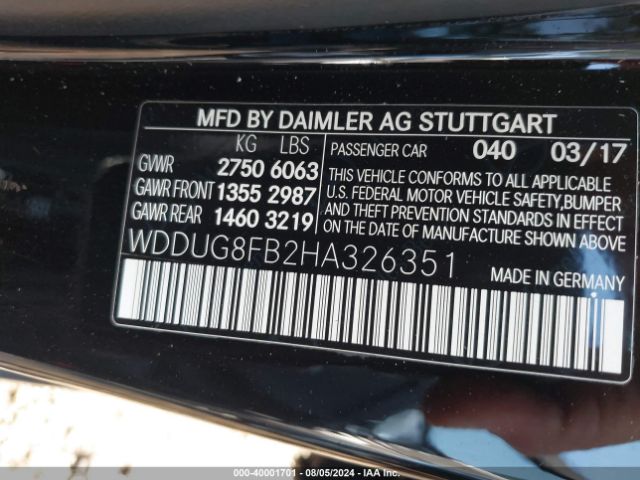 MFD BY DAIMLER AG STUTTGART
KG LBS
GVWR 2750 6063
GAWR FRONT 1355 2987
GAWR REAR 1460 3219
PASSENGER CAR 040 03/17
THIS VEHICLE CONFORMS TO ALL APPLICABLE
U.S. FEDERAL MOTOR VEHICLE SAFETY,BUMPER
AND THEFT PREVENTION STANDARDS IN EFFECT
ON THE DATE OF MANUFACTURE SHOWN ABOVE.
WDDUG8FB2HA326351
MADE IN GERMANY
000-40001701 - 08/05/2024 - IAA Inc.